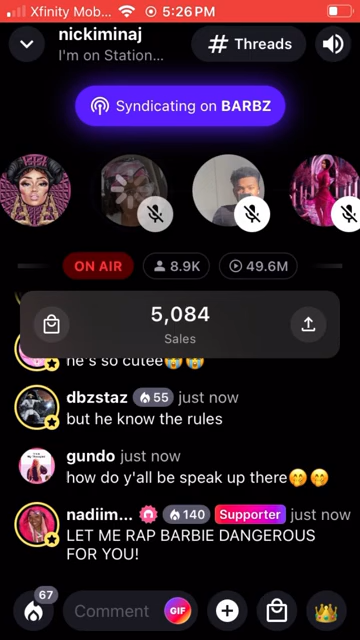 Xfinity Mob... 5:26PM
nickiminaj
I'm on Station...
# Threads
Syndicating on BARBZ
ON AIR 8.9K 49.6M
5,084
Sales
he's so cutee😭😭
dbzstaz 55 just now
but he know the rules
gundo just now
how do y'all be speak up there🤭🤭
nadiim... 140 Supporter just now
LET ME RAP BARBIE DANGEROUS
FOR YOU!
67
Comment GIF